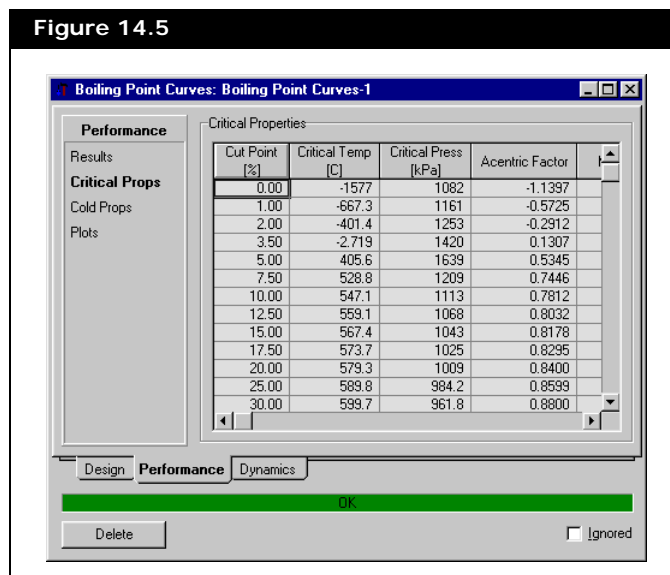 Figure 14.5
Boiling Point Curves: Boiling Point Curves-1
Performance
Results
Critical Props
Cold Props
Plots
Critical Properties
Cut Point [%] Critical Temp [C] Critical Press [kPa] Acentric Factor
0.00 -1577 1082 -1.1397
1.00 -667.3 1161 -0.5725
2.00 -401.4 1253 -0.2912
3.50 -2.719 1420 0.1307
5.00 405.6 1639 0.5345
7.50 528.8 1209 0.7446
10.00 547.1 1113 0.7812
12.50 559.1 1068 0.8032
15.00 567.4 1043 0.8178
17.50 573.7 1025 0.8295
20.00 579.3 1009 0.8400
25.00 589.8 984.2 0.8599
30.00 599.7 961.8 0.8800
Design Performance Dynamics
OK
Delete Ignored